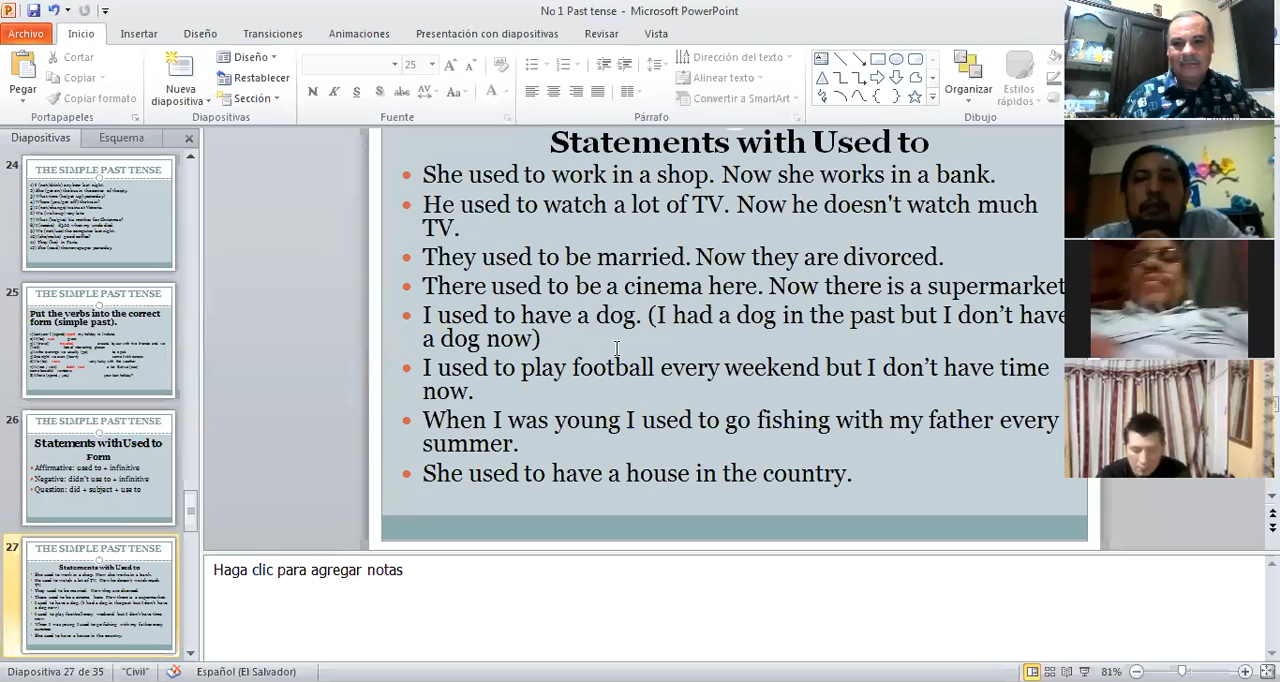 No 1 Past tense - Microsoft PowerPoint
Archivo Inicio Insertar Diseño Transiciones Animaciones Presentación con diapositivas Revisar Vista
Pegar
Cortar
Copiar
Copiar formato
Portapapeles
Nueva diapositiva
Diseño
Restablecer
Sección
Diapositivas
25
Fuente
Dirección del texto
Alinear texto
Convertir a SmartArt
Párrafo
Organizar
Estilos rápidos
Dibujo
Diapositivas Esquema
24
THE SIMPLE PAST TENSE
25
Put the verbs into the correct
form (simple past).
26
THE SIMPLE PAST TENSE
Statements with Used to
Form
Affirmative: used to + infinitive
Negative: didn't use to + infinitive
Question: did + subject + use to
27
THE SIMPLE PAST TENSE
Statements with Used to
Statements with Used to
She used to work in a shop. Now she works in a bank.
He used to watch a lot of TV. Now he doesn't watch much
TV.
They used to be married. Now they are divorced.
There used to be a cinema here. Now there is a supermarket
I used to have a dog. (I had a dog in the past but I don't have
a dog now)
I used to play football every weekend but I don't have time
now.
When I was young I used to go fishing with my father every
summer.
She used to have a house in the country.
Haga clic para agregar notas
Diapositiva 27 de 35 "Civil" Español (El Salvador) 81%